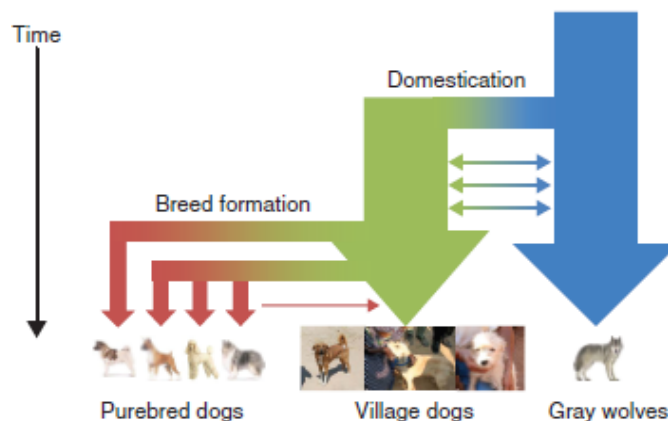 Time
Domestication
Breed formation
Purebred dogs
Village dogs
Gray wolves